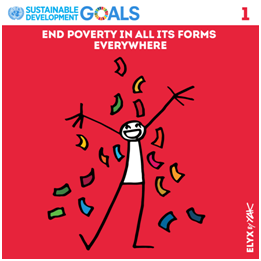 SUSTAINABLE
DEVELOPMENT GOALS
1
END POVERTY IN ALL ITS FORMS
EVERYWHERE
ELYX by YAK